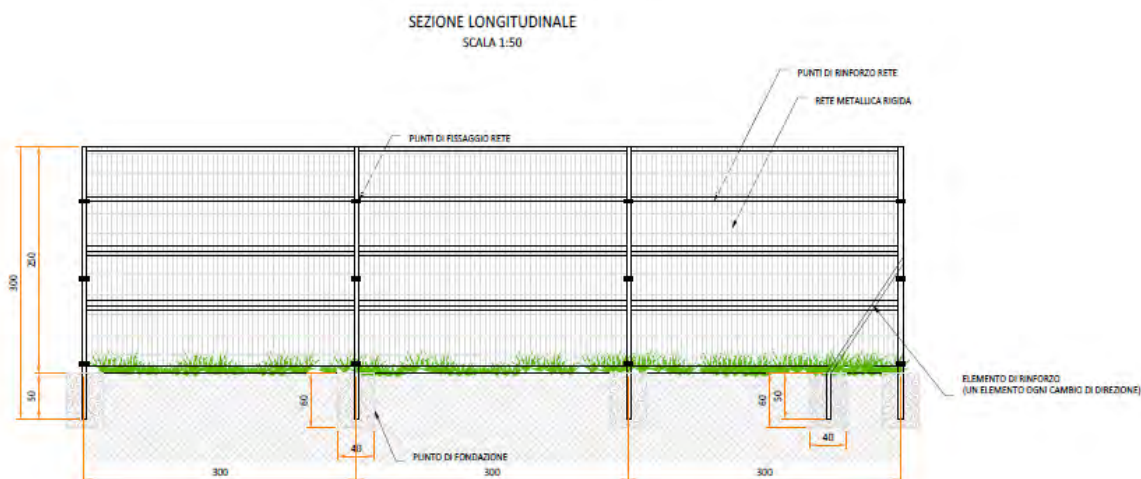 SEZIONE LONGITUDINALE
SCALA 1:50
PUNTI DI RINFORZO RETE
RETE METALLICA RIGIDA
PUNTI DI FISSAGGIO RETE
300
250
50
60
40
60
50
40
ELEMENTO DI RINFORZO
(UN ELEMENTO OGNI CAMBIO DI DIREZIONE)
PUNTO DI FONDAZIONE
300
300
300